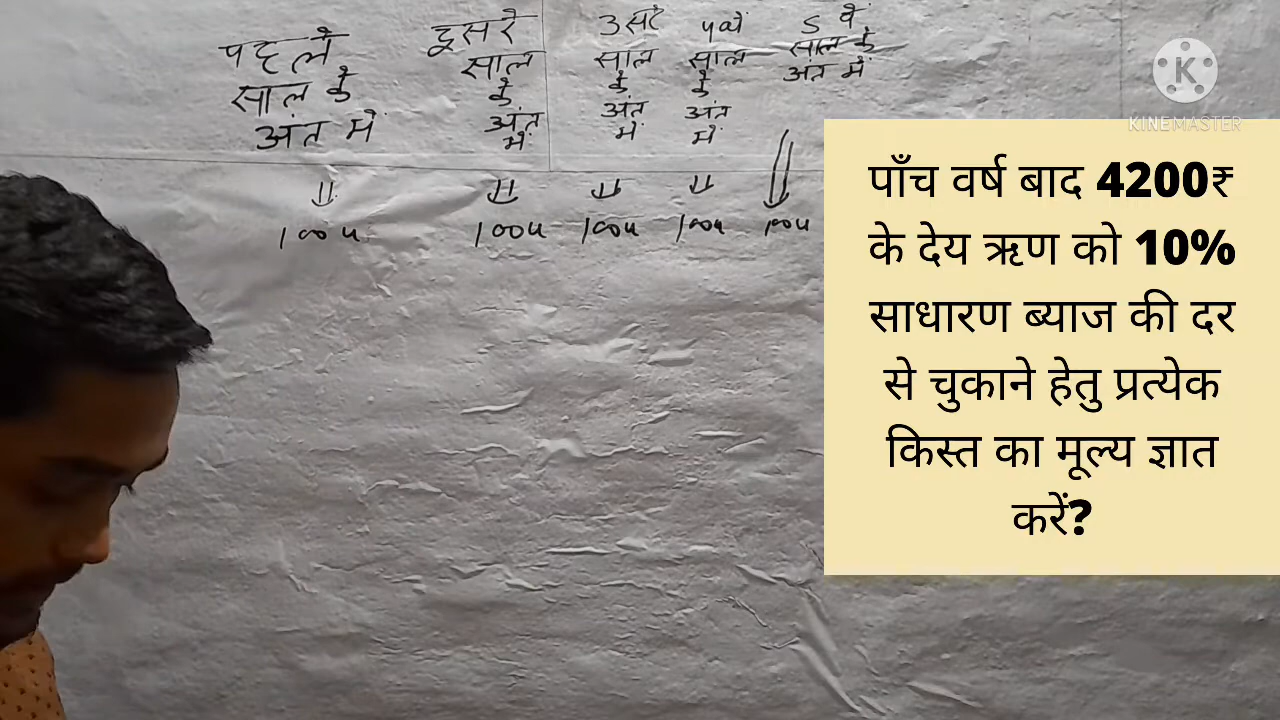 पहले
साल के
अंत में
दूसरे
साल
के
अंत
में
3सरे
साल
के
अंत
में
4वें
साल
के
अंत
में
5 वें
साल के
अंत में
100u 100u 100u 100u 100u
KINEMASTER
पाँच वर्ष बाद 4200₹
के देय ऋण को 10%
साधारण ब्याज की दर
से चुकाने हेतु प्रत्येक
किस्त का मूल्य ज्ञात
करें?